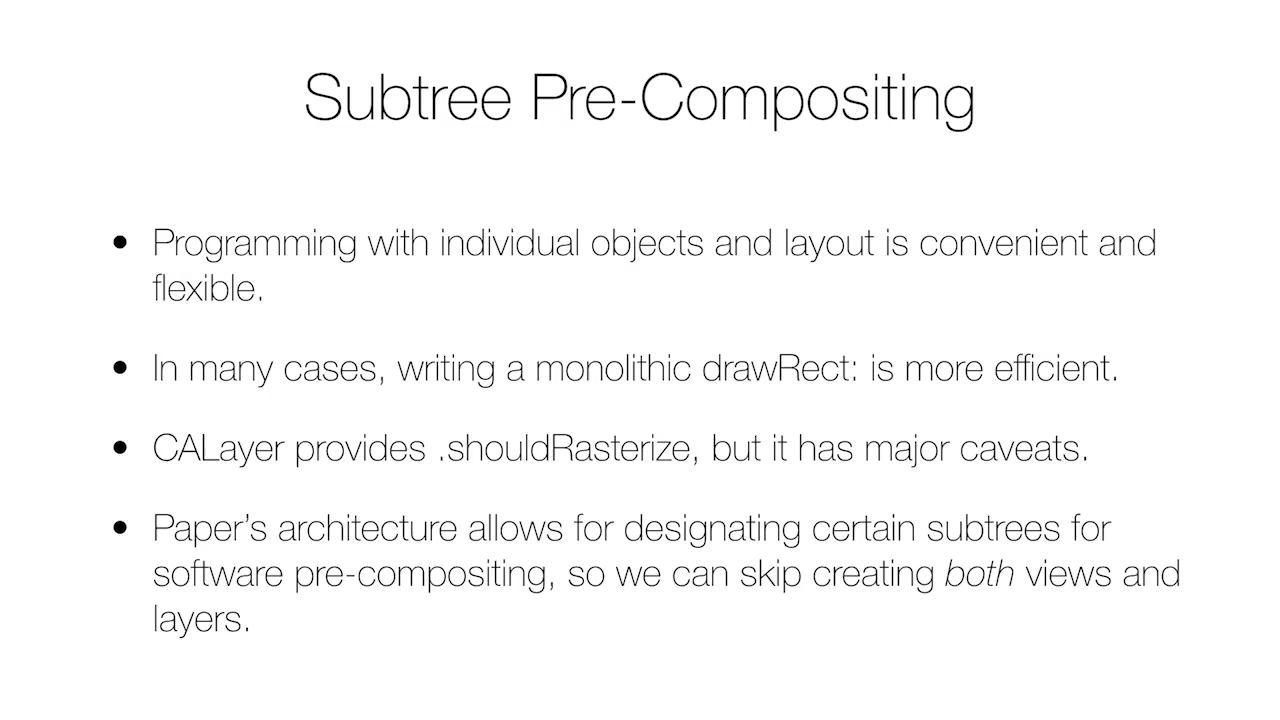 Subtree Pre-Compositing
• Programming with individual objects and layout is convenient and
flexible.
• In many cases, writing a monolithic drawRect: is more efficient.
• CALayer provides .shouldRasterize, but it has major caveats.
• Paper’s architecture allows for designating certain subtrees for
software pre-compositing, so we can skip creating both views and
layers.